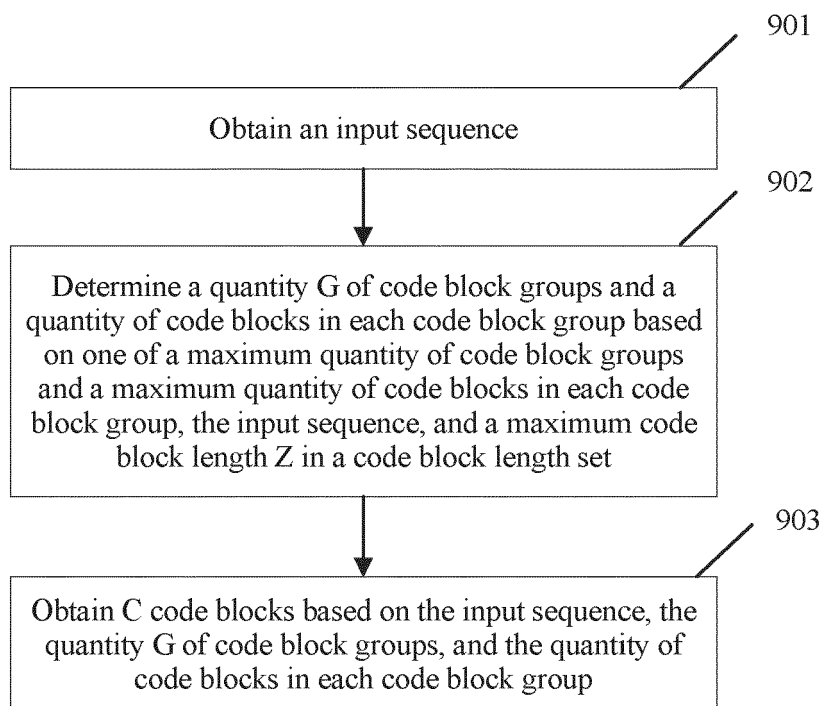 901
Obtain an input sequence
902
Determine a quantity G of code block groups and a
quantity of code blocks in each code block group based
on one of a maximum quantity of code block groups
and a maximum quantity of code blocks in each code
block group, the input sequence, and a maximum code
block length Z in a code block length set
903
Obtain C code blocks based on the input sequence, the
quantity G of code block groups, and the quantity of
code blocks in each code block group